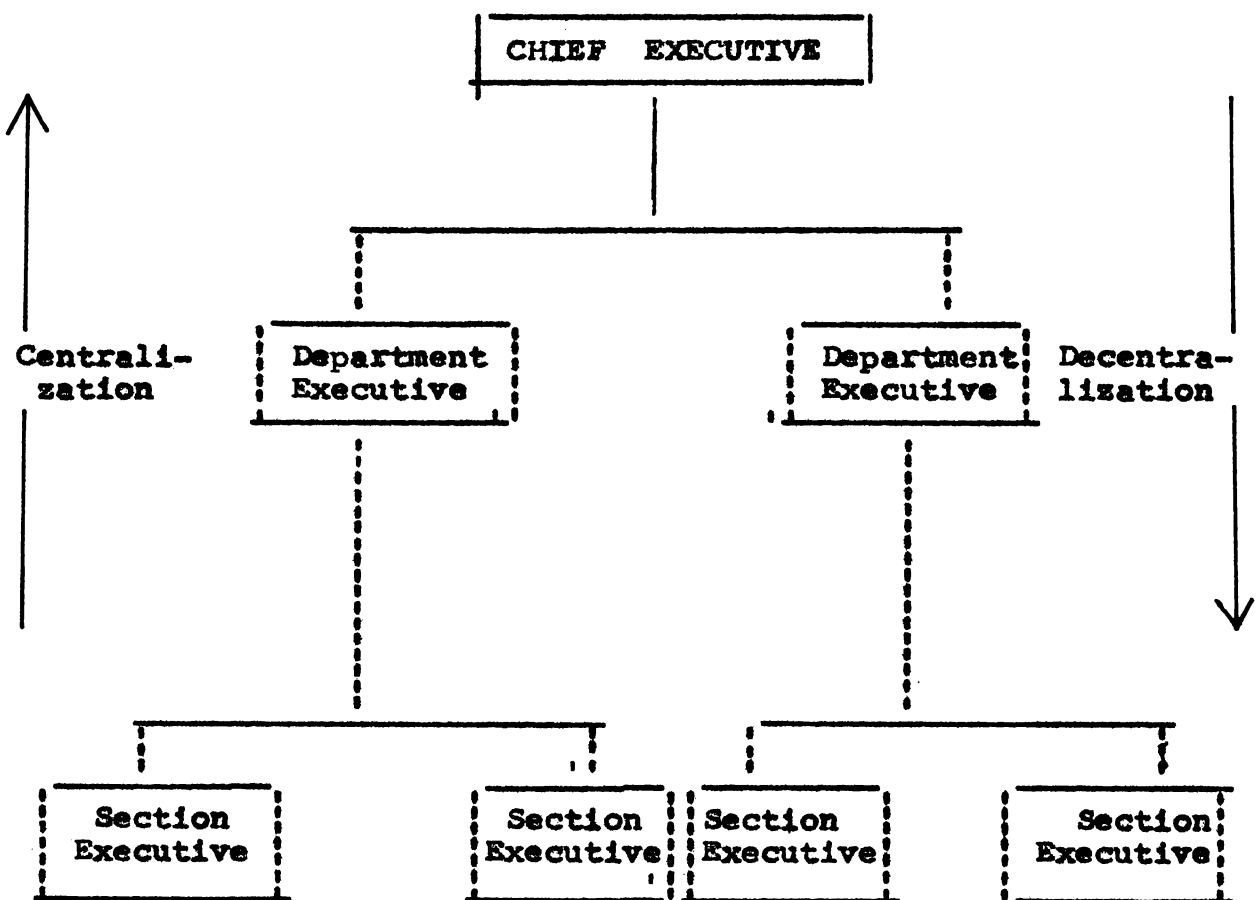 CHIEF EXECUTIVE
Centrali-
zation
Department
Executive
Department
Executive
Decentra-
lization
Section
Executive
Section
Executive
Section
Executive
Section
Executive